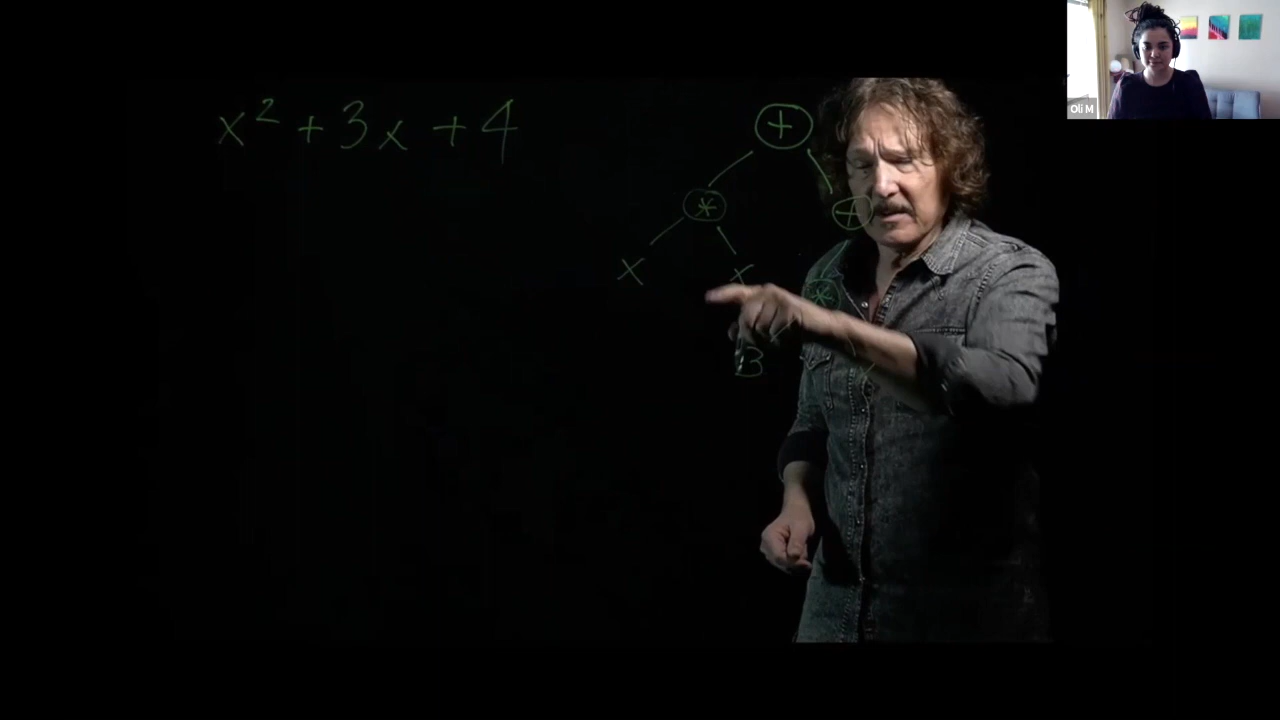 x² + 3x + 4
+
* +
x x
*
3 x
Oli M